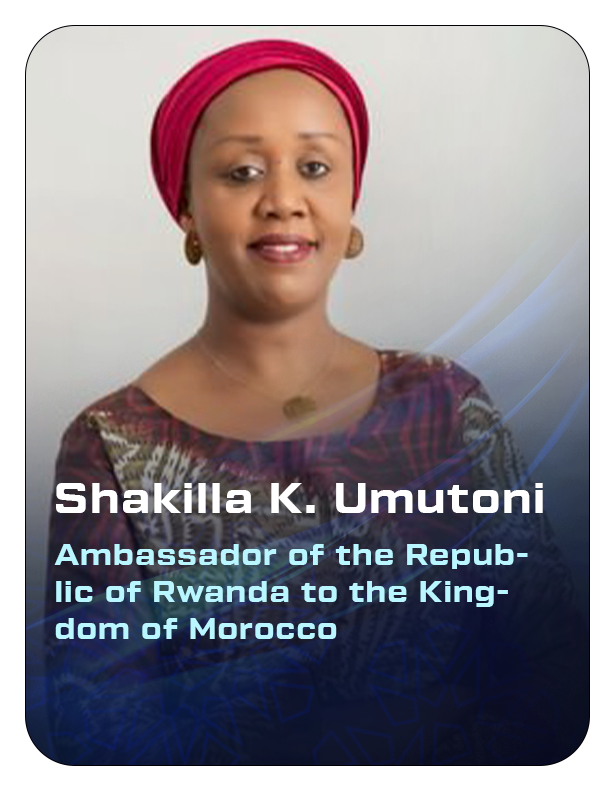 Shakilla K. Umutoni
Ambassador of the Repub-
lic of Rwanda to the King-
dom of Morocco